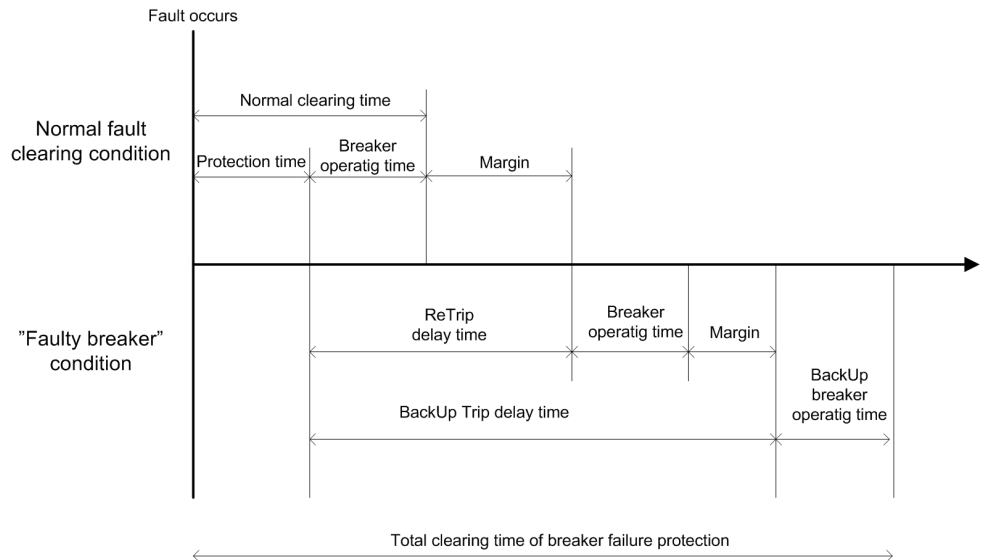 Fault occurs
Normal clearing time
Normal fault
clearing condition
Protection time
Breaker
operatig time
Margin
”Faulty breaker”
condition
ReTrip
delay time
Breaker
operatig time
Margin
BackUp Trip delay time
BackUp
breaker
operatig time
Total clearing time of breaker failure protection